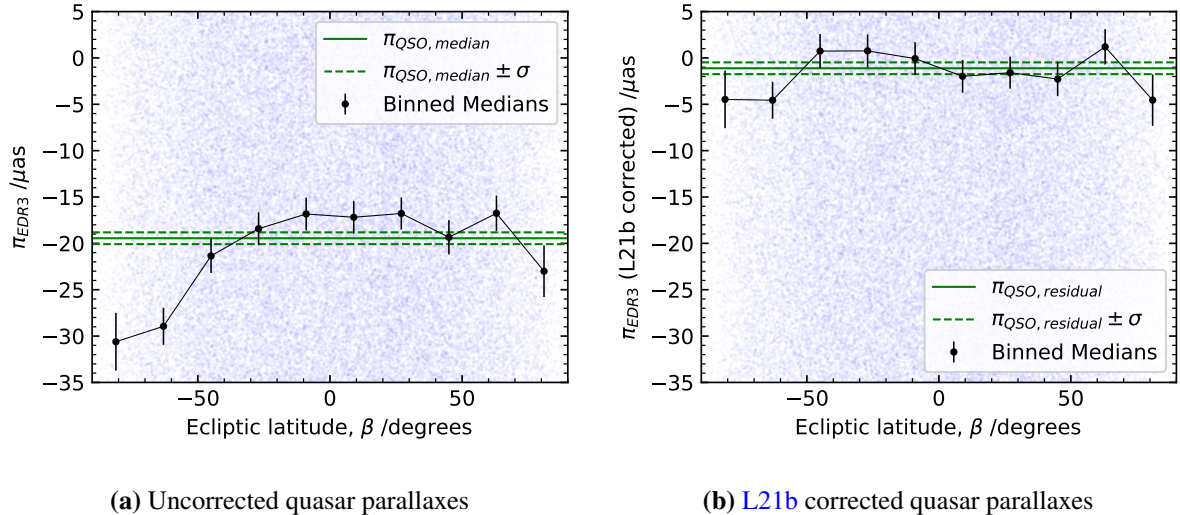 5
0
−5
−10
−15
−20
−25
−30
−35
π_EDR3 /μas
−50
0
50
Ecliptic latitude, β /degrees
π_QSO, median
π_QSO, median ± σ
Binned Medians
(a) Uncorrected quasar parallaxes
5
0
−5
−10
−15
−20
−25
−30
−35
π_EDR3 (L21b corrected) /μas
−50
0
50
Ecliptic latitude, β /degrees
π_QSO, residual
π_QSO, residual ± σ
Binned Medians
(b) L21b corrected quasar parallaxes